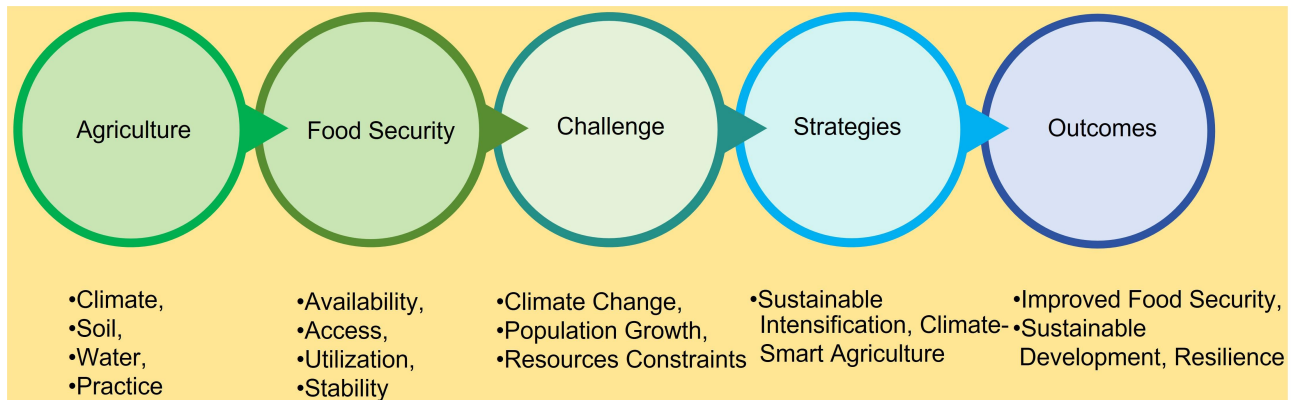 Agriculture
Food Security
Challenge
Strategies
Outcomes
•Climate,
•Soil,
•Water,
•Practice
•Availability,
•Access,
•Utilization,
•Stability
•Climate Change,
•Population Growth,
•Resources Constraints
•Sustainable
Intensification, Climate-
Smart Agriculture
•Improved Food Security,
•Sustainable
Development, Resilience